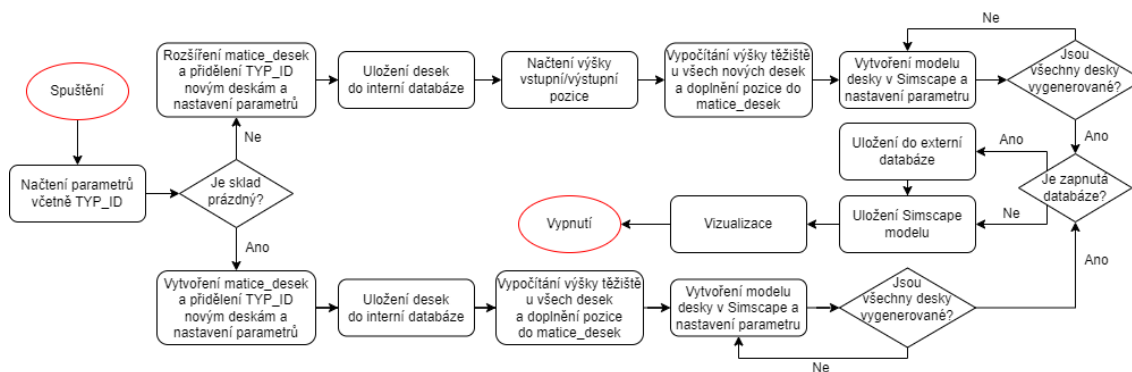 Spuštění
Načtení parametrů
včetně TYP_ID
Je sklad
prázdný?
Ne
Rozšíření matice_desek
a přidělení TYP_ID
novým deskám a
nastavení parametrů
Uložení desek
do interní databáze
Načtení výšky
vstupní/výstupní
pozice
Vypočítání výšky těžiště
u všech nových desek
a doplnění pozice do
matice_desek
Vytvoření modelu
desky v Simscape a
nastavení parametru
Ne
Jsou
všechny desky
vygenerované?
Ano
Je zapnutá
databáze?
Ano
Uložení do externí
databáze
Ne
Uložení Simscape
modelu
Vizualizace
Vypnutí
Ano
Vytvoření matice_desek
a přidělení TYP_ID
novým deskám a
nastavení parametrů
Uložení desek
do interní databáze
Vypočítání výšky těžiště
u všech desek
a doplnění pozice
do matice_desek
Vytvoření modelu
desky v Simscape a
nastavení parametru
Jsou
všechny desky
vygenerované?
Ne
Ano